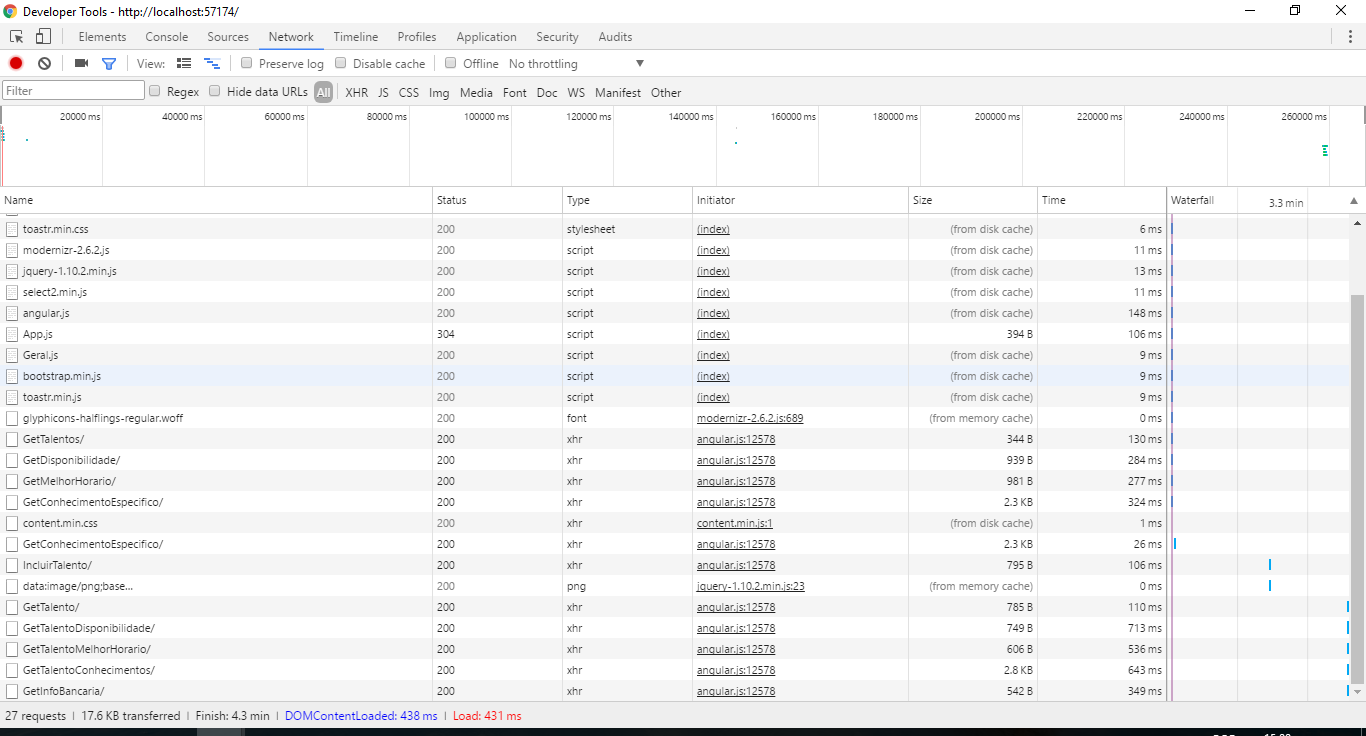 Developer Tools - http://localhost:57174/
Elements Console Sources Network Timeline Profiles Application Security Audits
View: Preserve log Disable cache Offline No throttling
Filter Regex Hide data URLs All XHR JS CSS Img Media Font Doc WS Manifest Other
20000 ms 40000 ms 60000 ms 80000 ms 100000 ms 120000 ms 140000 ms 160000 ms 180000 ms 200000 ms 220000 ms 240000 ms 260000 ms
Name Status Type Initiator Size Time Waterfall 3.3 min
toastr.min.css 200 stylesheet (index) (from disk cache) 6 ms
modernizr-2.6.2.js 200 script (index) (from disk cache) 11 ms
jquery-1.10.2.min.js 200 script (index) (from disk cache) 13 ms
select2.min.js 200 script (index) (from disk cache) 11 ms
angular.js 200 script (index) (from disk cache) 148 ms
App.js 304 script (index) 394 B 106 ms
Geral.js 200 script (index) (from disk cache) 9 ms
bootstrap.min.js 200 script (index) (from disk cache) 9 ms
toastr.min.js 200 script (index) (from disk cache) 9 ms
glyphicons-halflings-regular.woff 200 font modernizr-2.6.2.js:689 (from memory cache) 0 ms
GetTalentos/ 200 xhr angular.js:12578 344 B 130 ms
GetDisponibilidade/ 200 xhr angular.js:12578 939 B 284 ms
GetMelhorHorario/ 200 xhr angular.js:12578 981 B 277 ms
GetConhecimentoEspecifico/ 200 xhr angular.js:12578 2.3 KB 324 ms
content.min.css 200 xhr content.min.js:1 (from disk cache) 1 ms
GetConhecimentoEspecifico/ 200 xhr angular.js:12578 2.3 KB 26 ms
IncluirTalento/ 200 xhr angular.js:12578 795 B 106 ms
data:image/png;base... 200 png jquery-1.10.2.min.js:23 (from memory cache) 0 ms
GetTalento/ 200 xhr angular.js:12578 785 B 110 ms
GetTalentoDisponibilidade/ 200 xhr angular.js:12578 749 B 713 ms
GetTalentoMelhorHorario/ 200 xhr angular.js:12578 606 B 536 ms
GetTalentoConhecimentos/ 200 xhr angular.js:12578 2.8 KB 643 ms
GetInfoBancaria/ 200 xhr angular.js:12578 542 B 349 ms
27 requests | 17.6 KB transferred | Finish: 4.3 min | DOMContentLoaded: 438 ms | Load: 431 ms